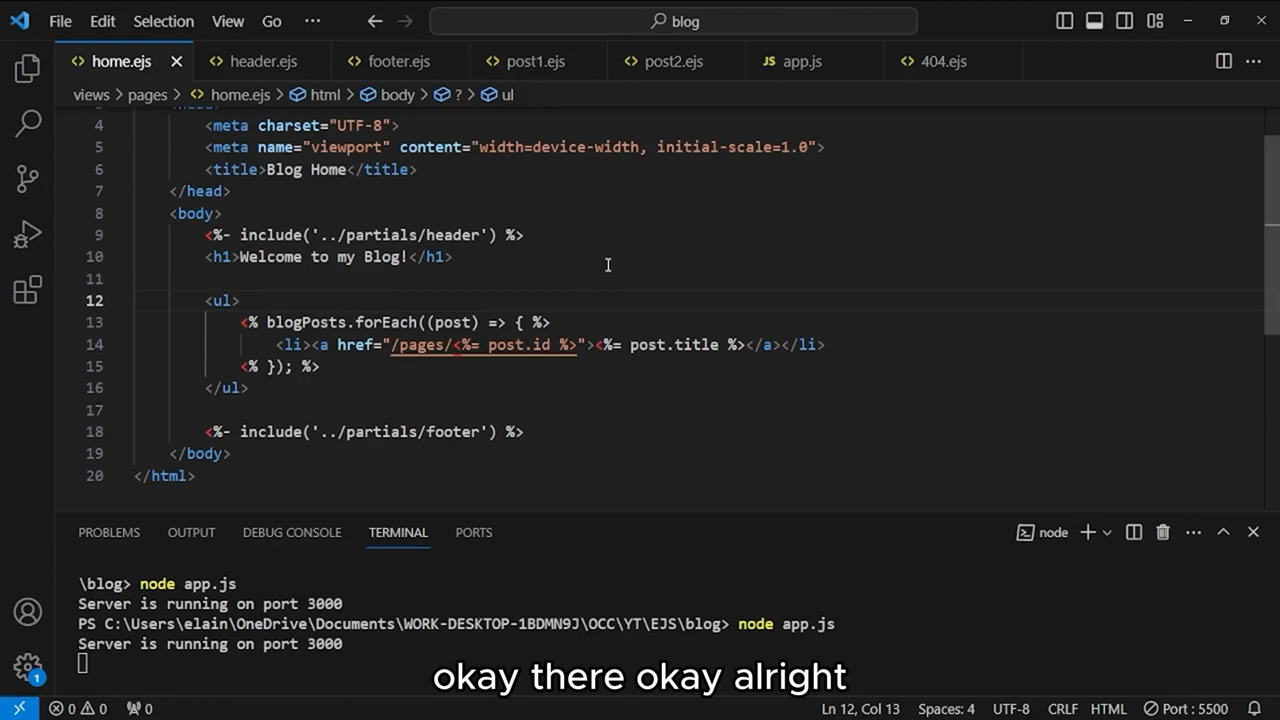 File Edit Selection View Go ··· blog
home.ejs header.ejs footer.ejs post1.ejs post2.ejs JS app.js 404.ejs
views > pages > home.ejs > html > body > ? > ul
4 <meta charset="UTF-8">
5 <meta name="viewport" content="width=device-width, initial-scale=1.0">
6 <title>Blog Home</title>
7 </head>
8 <body>
9 <%- include('../partials/header') %>
10 <h1>Welcome to my Blog!</h1>
11
12 <ul>
13 <% blogPosts.forEach((post) => { %>
14 <li><a href="/pages/<%= post.id %>"><%= post.title %></a></li>
15 <% }); %>
16 </ul>
17
18 <%- include('../partials/footer') %>
19 </body>
20 </html>
PROBLEMS OUTPUT DEBUG CONSOLE TERMINAL PORTS node
\blog> node app.js
Server is running on port 3000
PS C:\Users\elain\OneDrive\Documents\WORK-DESKTOP-1BDMN9J\OCC\YT\EJS\blog> node app.js
Server is running on port 3000
okay there okay alright
1
0 0 0 Ln 12, Col 13 Spaces: 4 UTF-8 CRLF HTML Port : 5500